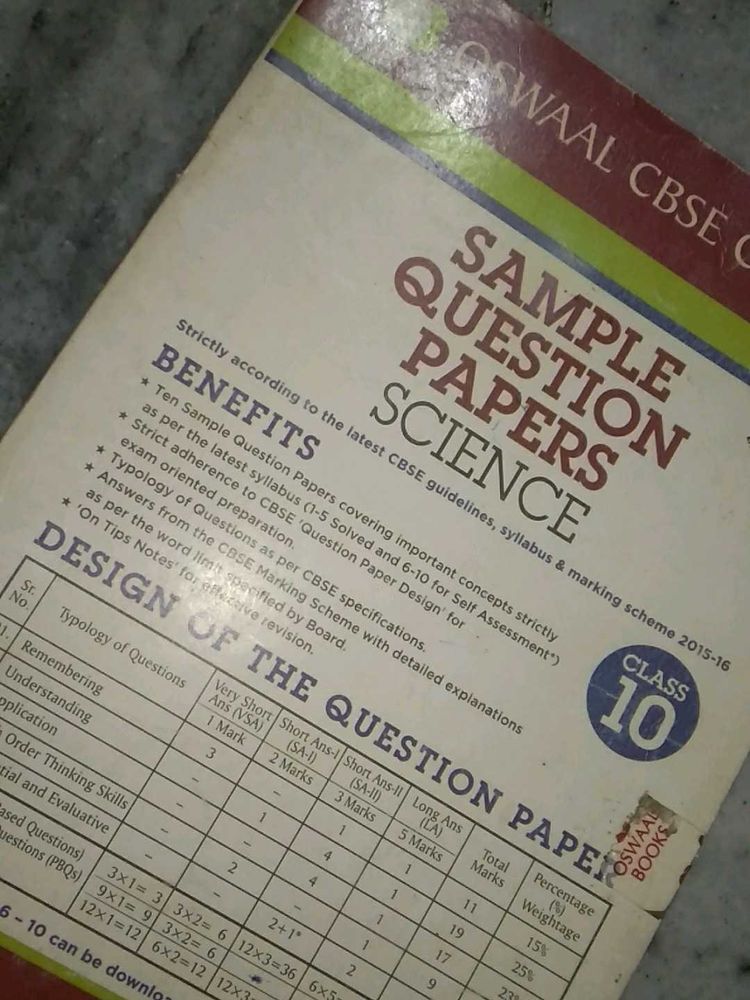 OSWAAL CBSE
SAMPLE
QUESTION
PAPERS
SCIENCE
Strictly according to the latest CBSE guidelines, syllabus & marking scheme 2015-16
BENEFITS
★ Ten Sample Question Papers covering important concepts strictly
as per the latest syllabus (1-5 Solved and 6-10 for Self Assessment*)
★ Strict adherence to CBSE 'Question Paper Design' for
exam oriented preparation.
★ Typology of Questions as per CBSE specifications.
★ Answers from the CBSE Marking Scheme with detailed explanations
as per the word limit specified by Board.
★ 'On Tips Notes' for effective revision.
CLASS
10
DESIGN OF THE QUESTION PAPER
OSWAAL
BOOKS
Sr. No. Typology of Questions Very Short Ans (VSA) 1 Mark Short Ans-I (SA-I) 2 Marks Short Ans-II (SA-II) 3 Marks Long Ans (LA) 5 Marks Total Marks Percentage (%) Weightage
1. Remembering 3 – 1 1 11 15%
Understanding – 1 4 1 19 25%
pplication – – 4 1 17 23%
Order Thinking Skills – 2 1 9
tial and Evaluative – – 2+1* 2
ased Questions) 3×1= 3 3×2= 6
uestions (PBQs) 9×1= 9 3×2= 6 12×3=36
12×1=12 6×2=12
6 – 10 can be downlo